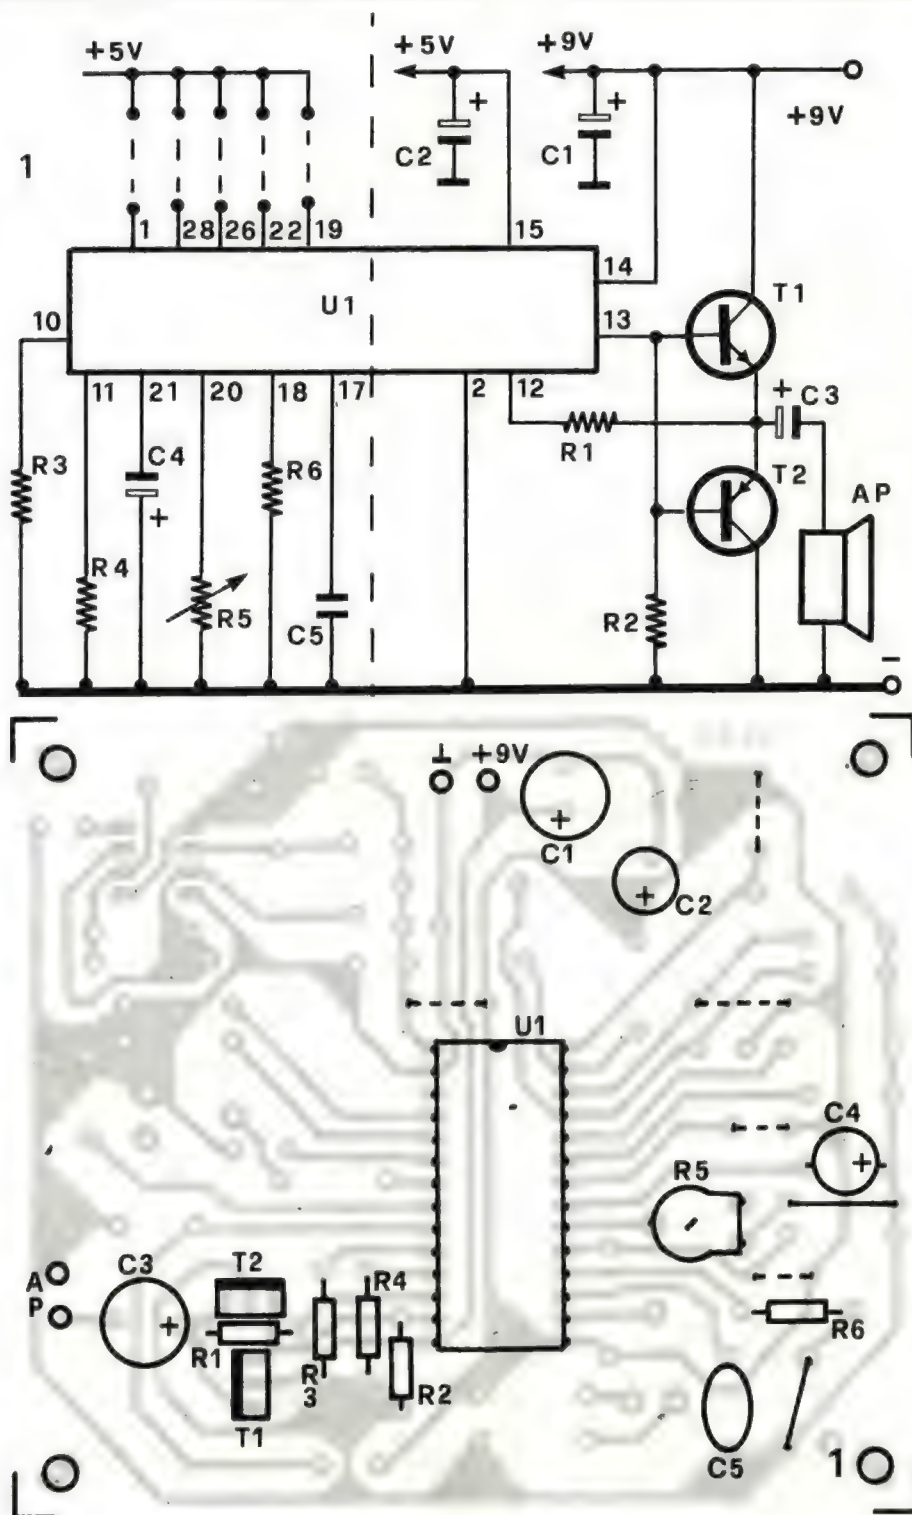 +5V +5V +9V
+9V
+ +
C2 C1
1
1 28 26 22 19 15
14
U1 T1
10 13
11 21 20 18 17 2 12
+ C3
R1
R3 C4 R6 T2
AP
+
R4
R5 C5 R2
−
⊥ +9V
+
C1
+ C2
U1
C4
+
R5
A C3 T2 R4
P +
R1 R3 R2 R6
T1
C5 1